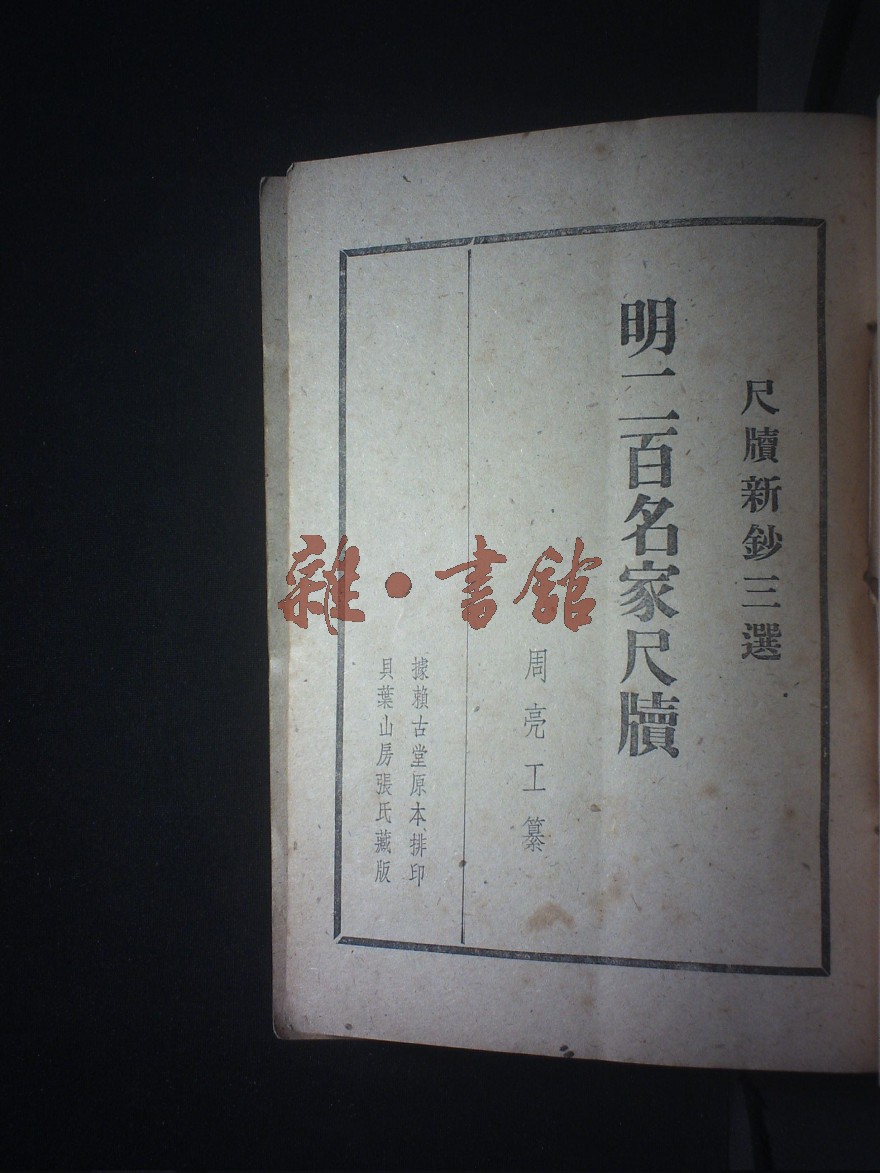 尺牘新鈔三選
明二百名家尺牘
周亮工纂
據賴古堂原本排印
貝葉山房張氏藏版
雜·書館